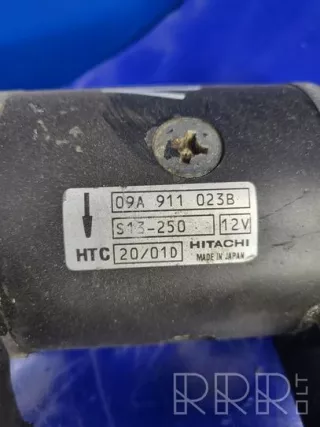 09A 911 023B
S13-250 12V
HTC 20/01D HITACHI
MADE IN JAPAN
RRR.LT